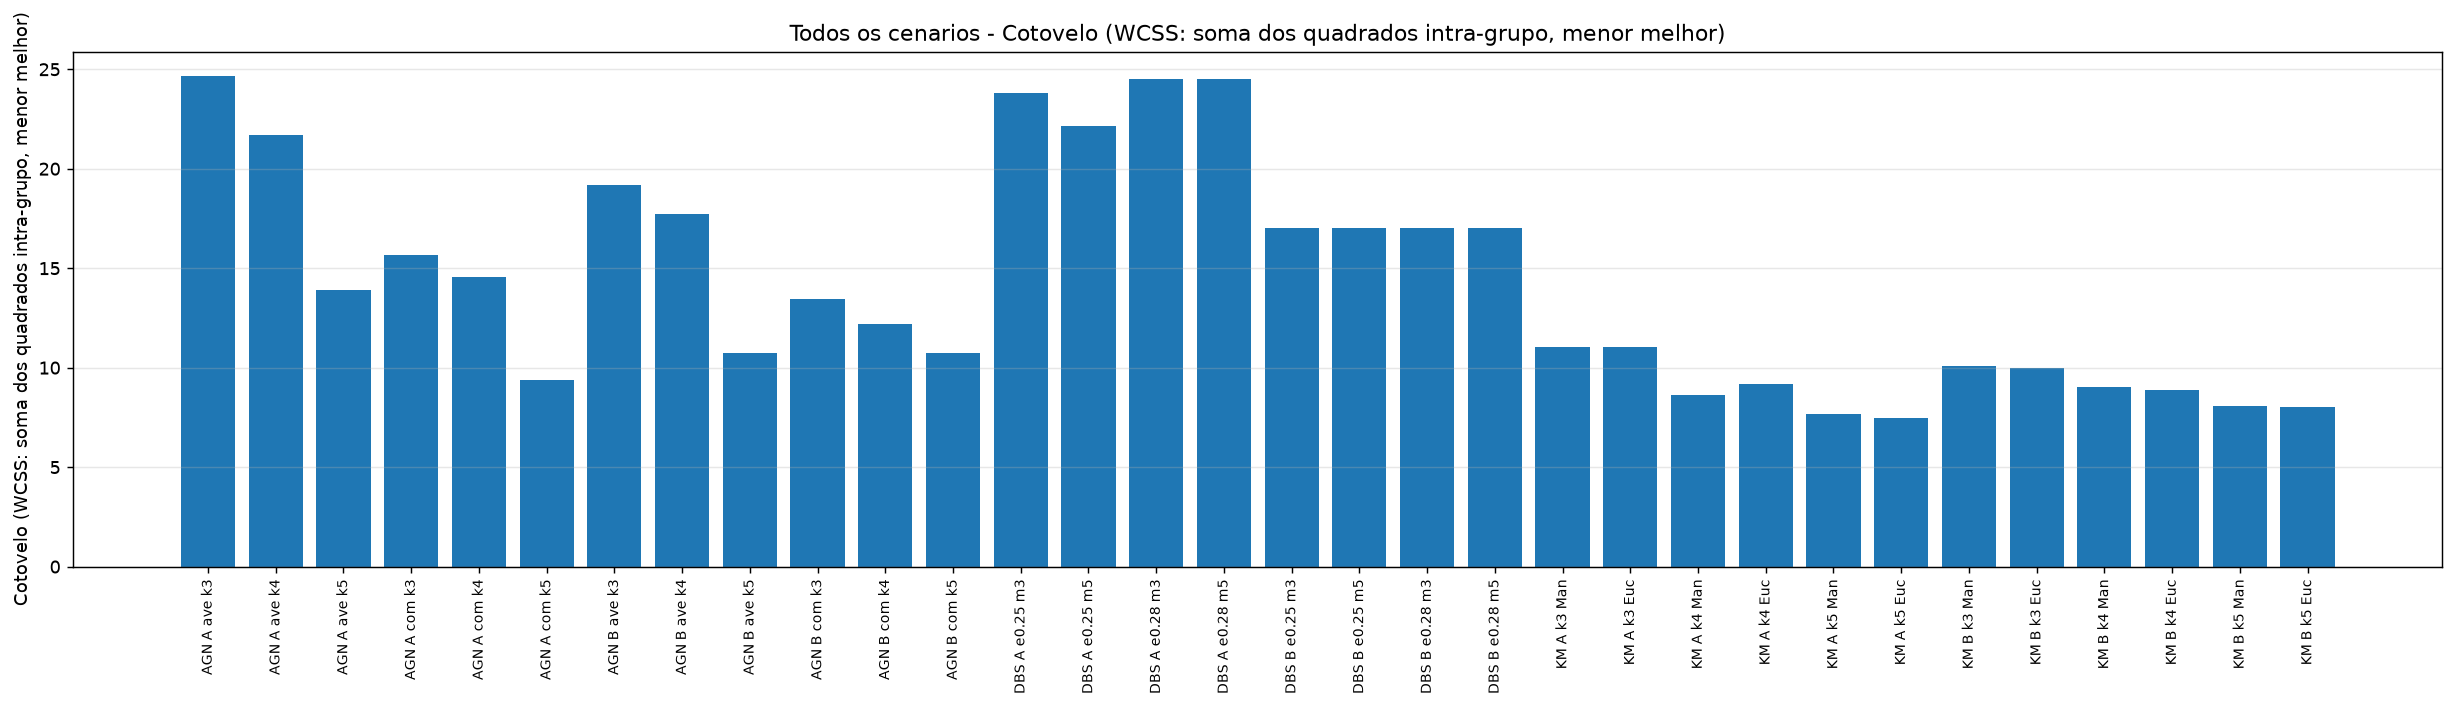 Todos os cenarios - Cotovelo (WCSS: soma dos quadrados intra-grupo, menor melhor)
Cotovelo (WCSS: soma dos quadrados intra-grupo, menor melhor)
25
20
15
10
5
0
AGN A ave k3
AGN A ave k4
AGN A ave k5
AGN A com k3
AGN A com k4
AGN A com k5
AGN B ave k3
AGN B ave k4
AGN B ave k5
AGN B com k3
AGN B com k4
AGN B com k5
DBS A e0.25 m3
DBS A e0.25 m5
DBS A e0.28 m3
DBS A e0.28 m5
DBS B e0.25 m3
DBS B e0.25 m5
DBS B e0.28 m3
DBS B e0.28 m5
KM A k3 Man
KM A k3 Euc
KM A k4 Man
KM A k4 Euc
KM A k5 Man
KM A k5 Euc
KM B k3 Man
KM B k3 Euc
KM B k4 Man
KM B k4 Euc
KM B k5 Man
KM B k5 Euc